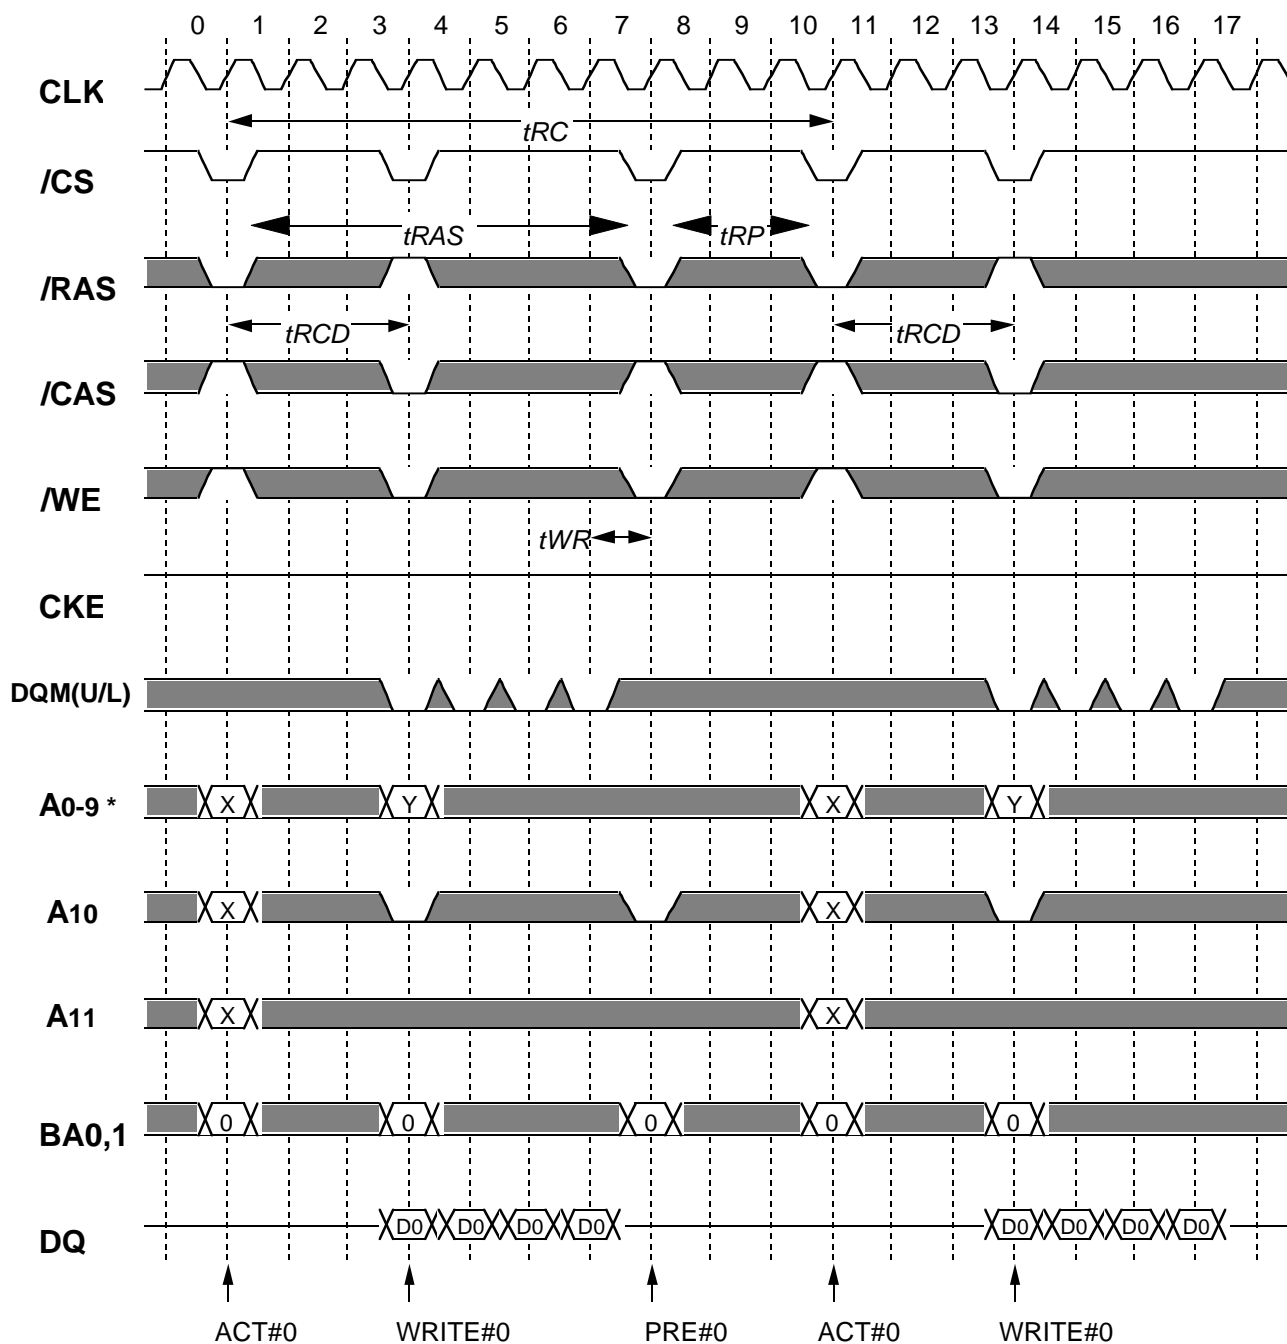 0 1 2 3 4 5 6 7 8 9 10 11 12 13 14 15 16 17
CLK
tRC
/CS
tRAS tRP
/RAS
tRCD tRCD
/CAS
/WE
tWR
CKE
DQM(U/L)
A0-9 * X Y X Y
A10 X X
A11 X X
BA0,1 0 0 0 0 0
DQ D0 D0 D0 D0 D0 D0 D0 D0
ACT#0 WRITE#0 PRE#0 ACT#0 WRITE#0